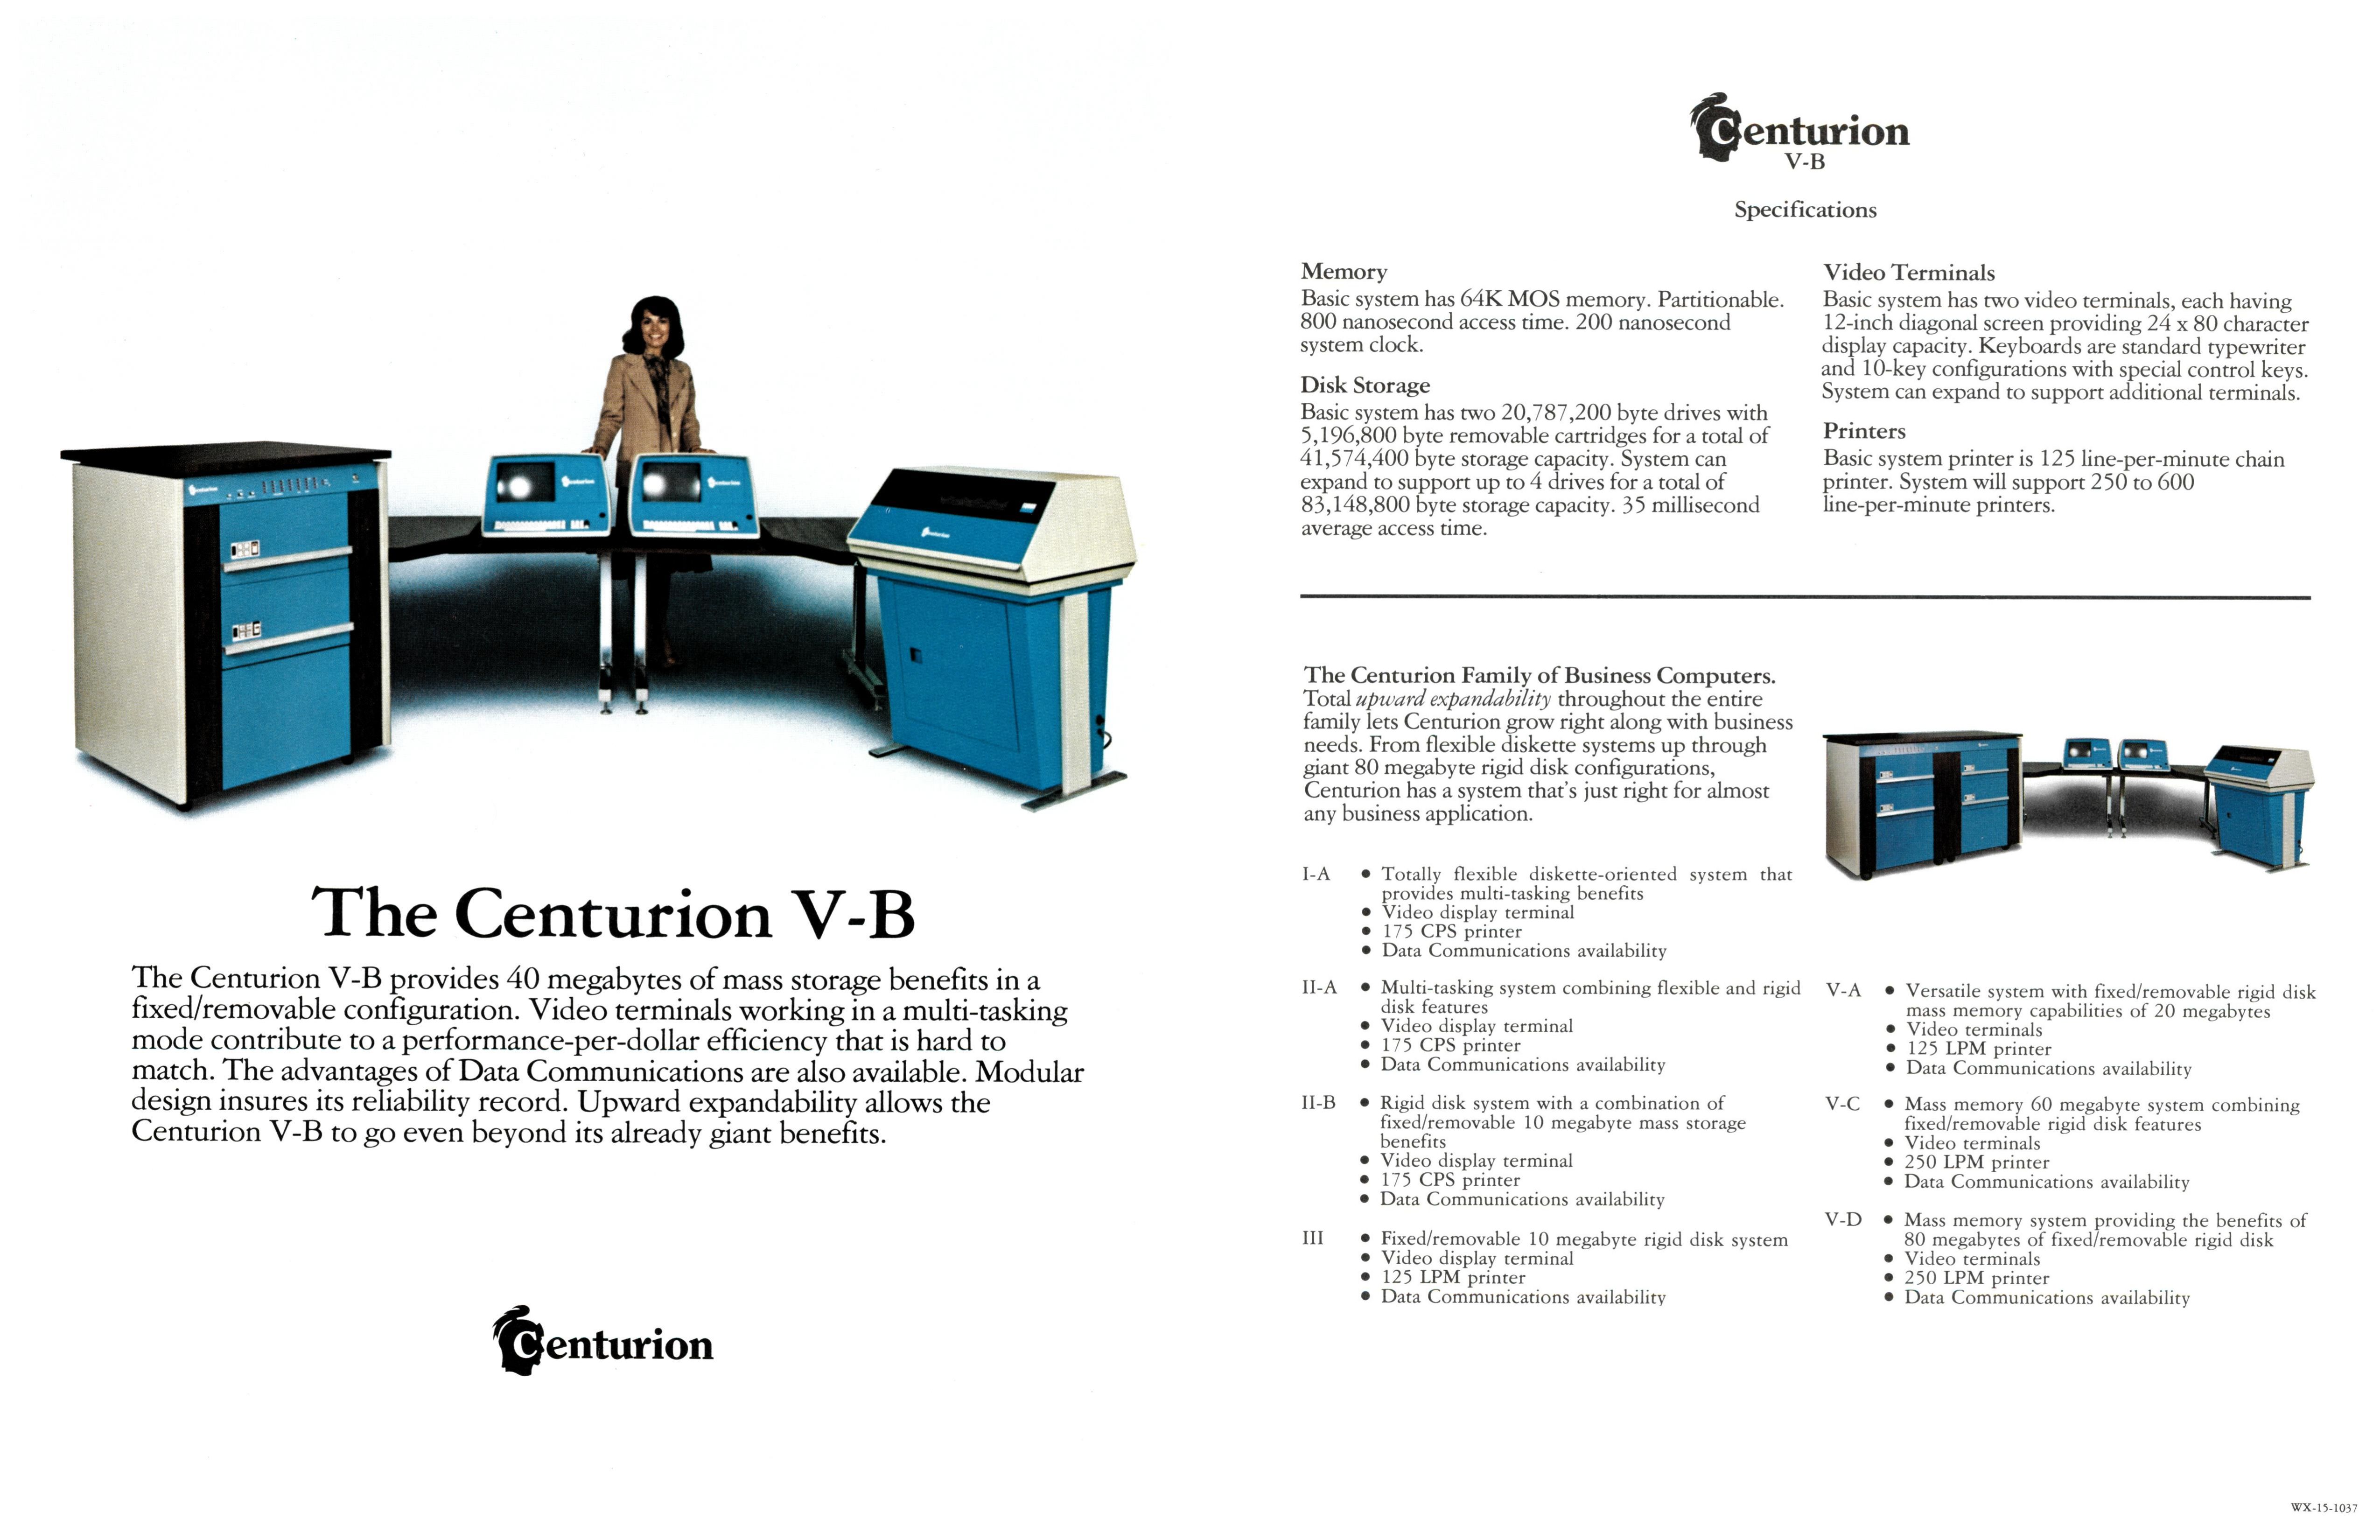 The Centurion V-B
The Centurion V-B provides 40 megabytes of mass storage benefits in a
fixed/removable configuration. Video terminals working in a multi-tasking
mode contribute to a performance-per-dollar efficiency that is hard to
match. The advantages of Data Communications are also available. Modular
design insures its reliability record. Upward expandability allows the
Centurion V-B to go even beyond its already giant benefits.
Centurion
Centurion
V-B
Specifications
Memory
Basic system has 64K MOS memory. Partitionable.
800 nanosecond access time. 200 nanosecond
system clock.
Disk Storage
Basic system has two 20,787,200 byte drives with
5,196,800 byte removable cartridges for a total of
41,574,400 byte storage capacity. System can
expand to support up to 4 drives for a total of
83,148,800 byte storage capacity. 35 millisecond
average access time.
Video Terminals
Basic system has two video terminals, each having
12-inch diagonal screen providing 24 x 80 character
display capacity. Keyboards are standard typewriter
and 10-key configurations with special control keys.
System can expand to support additional terminals.
Printers
Basic system printer is 125 line-per-minute chain
printer. System will support 250 to 600
line-per-minute printers.
The Centurion Family of Business Computers.
Total upward expandability throughout the entire
family lets Centurion grow right along with business
needs. From flexible diskette systems up through
giant 80 megabyte rigid disk configurations,
Centurion has a system that's just right for almost
any business application.
I-A • Totally flexible diskette-oriented system that
provides multi-tasking benefits
• Video display terminal
• 175 CPS printer
• Data Communications availability
II-A • Multi-tasking system combining flexible and rigid
disk features
• Video display terminal
• 175 CPS printer
• Data Communications availability
II-B • Rigid disk system with a combination of
fixed/removable 10 megabyte mass storage
benefits
• Video display terminal
• 175 CPS printer
• Data Communications availability
III • Fixed/removable 10 megabyte rigid disk system
• Video display terminal
• 125 LPM printer
• Data Communications availability
V-A • Versatile system with fixed/removable rigid disk
mass memory capabilities of 20 megabytes
• Video terminals
• 125 LPM printer
• Data Communications availability
V-C • Mass memory 60 megabyte system combining
fixed/removable rigid disk features
• Video terminals
• 250 LPM printer
• Data Communications availability
V-D • Mass memory system providing the benefits of
80 megabytes of fixed/removable rigid disk
• Video terminals
• 250 LPM printer
• Data Communications availability
WX-15-1037